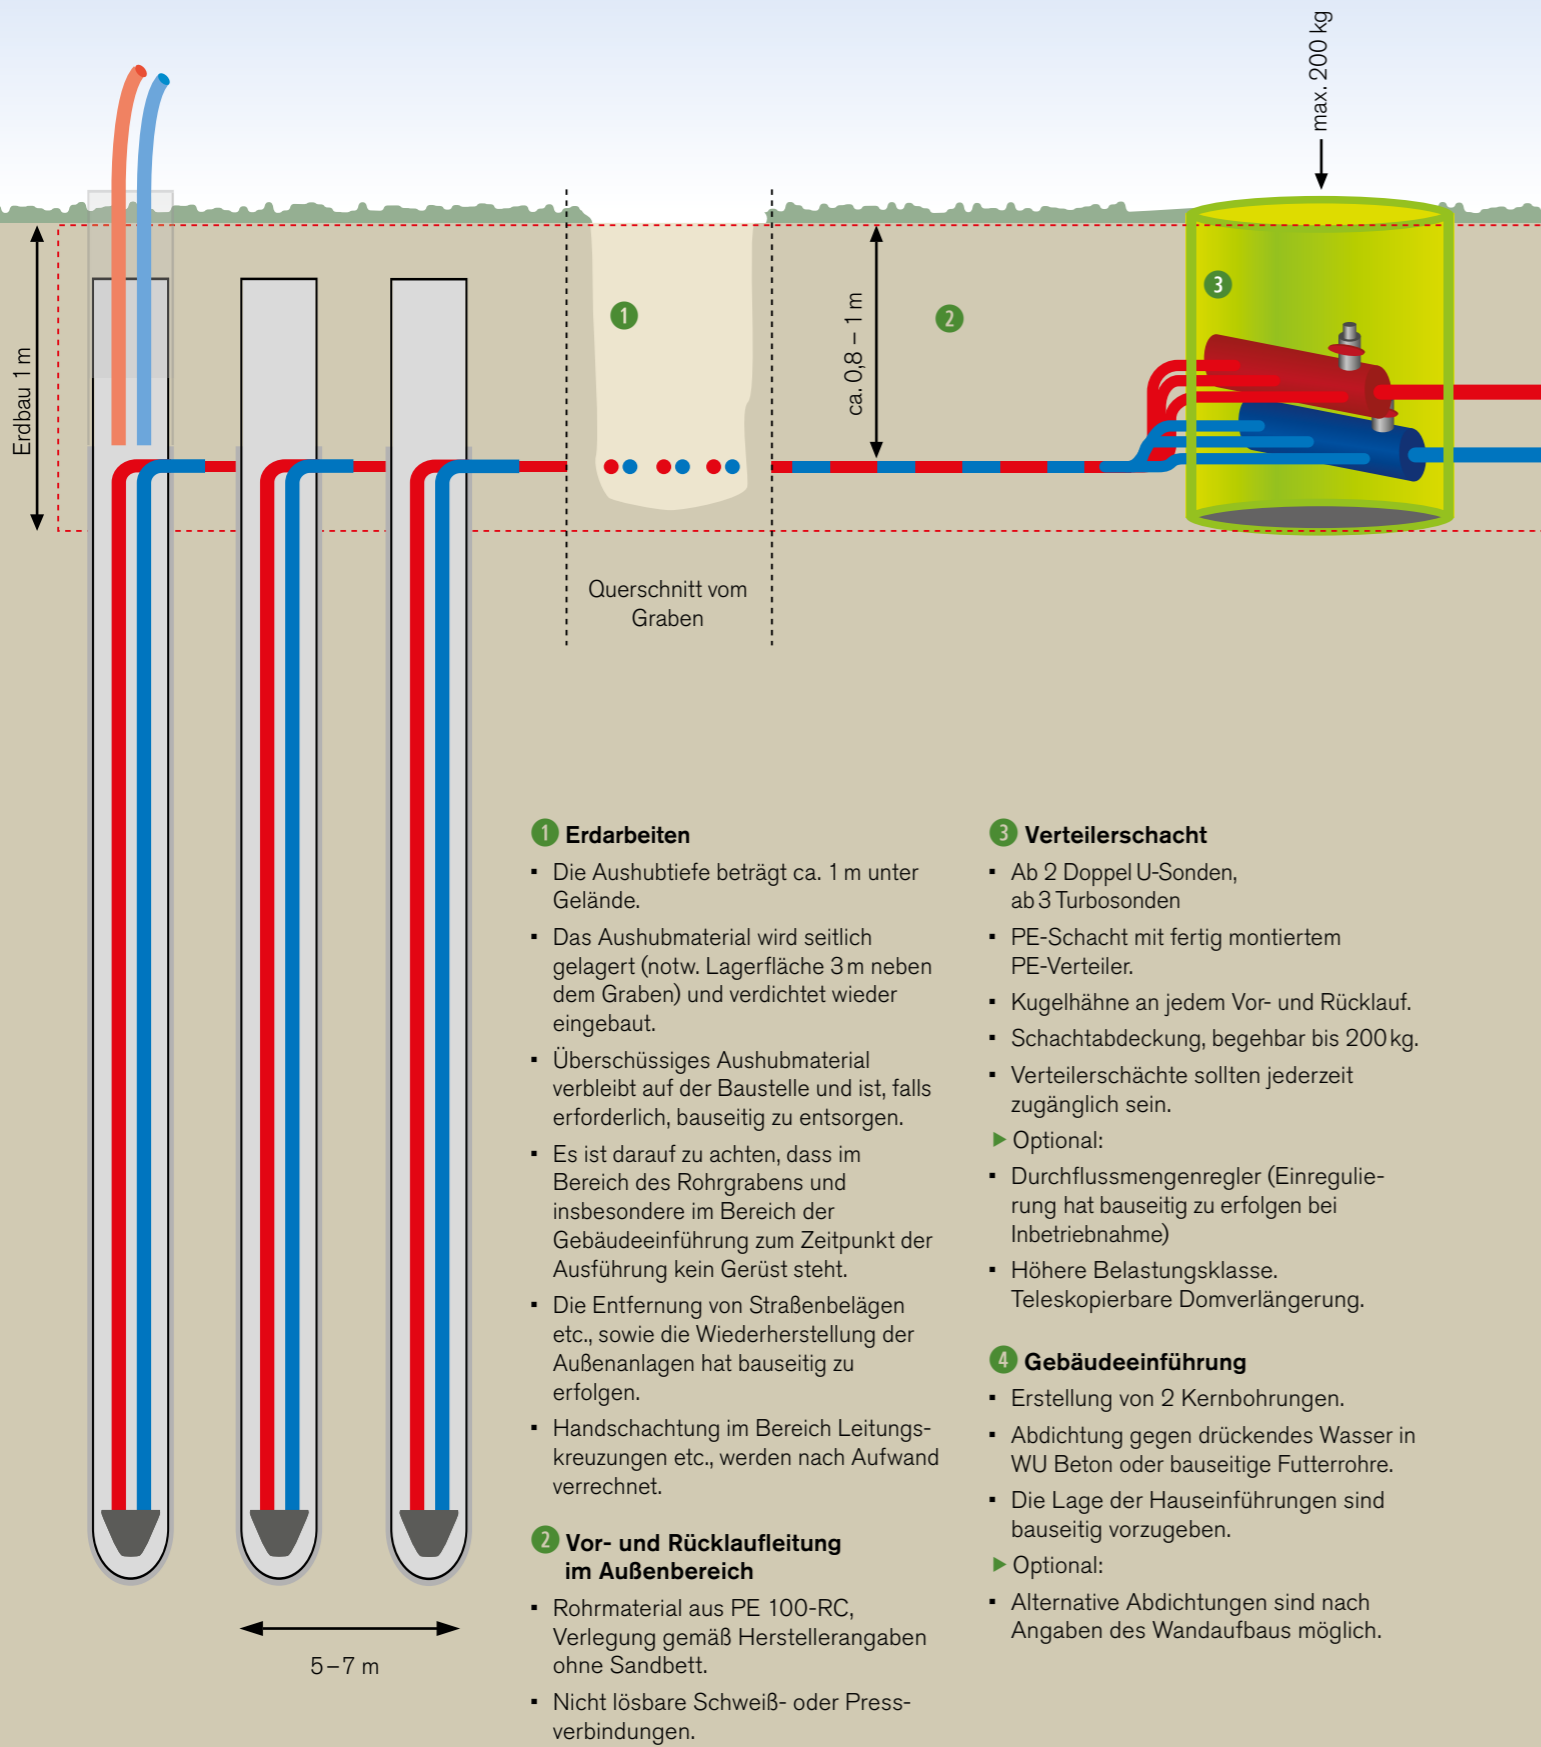 max. 200 kg
Erdbau 1 m
1
ca. 0,8 – 1 m
2
3
Querschnitt vom
Graben
5 – 7 m
1 Erdarbeiten
▪ Die Aushubtiefe beträgt ca. 1 m unter
Gelände.
▪ Das Aushubmaterial wird seitlich
gelagert (notw. Lagerfläche 3 m neben
dem Graben) und verdichtet wieder
eingebaut.
▪ Überschüssiges Aushubmaterial
verbleibt auf der Baustelle und ist, falls
erforderlich, bauseitig zu entsorgen.
▪ Es ist darauf zu achten, dass im
Bereich des Rohrgrabens und
insbesondere im Bereich der
Gebäudeeinführung zum Zeitpunkt der
Ausführung kein Gerüst steht.
▪ Die Entfernung von Straßenbelägen
etc., sowie die Wiederherstellung der
Außenanlagen hat bauseitig zu
erfolgen.
▪ Handschachtung im Bereich Leitungs-
kreuzungen etc., werden nach Aufwand
verrechnet.
2 Vor- und Rücklaufleitung
im Außenbereich
▪ Rohrmaterial aus PE 100-RC,
Verlegung gemäß Herstellerangaben
ohne Sandbett.
▪ Nicht lösbare Schweiß- oder Press-
verbindungen.
3 Verteilerschacht
▪ Ab 2 Doppel U-Sonden,
ab 3 Turbosonden
▪ PE-Schacht mit fertig montiertem
PE-Verteiler.
▪ Kugelhähne an jedem Vor- und Rücklauf.
▪ Schachtabdeckung, begehbar bis 200 kg.
▪ Verteilerschächte sollten jederzeit
zugänglich sein.
▶ Optional:
▪ Durchflussmengenregler (Einregulie-
rung hat bauseitig zu erfolgen bei
Inbetriebnahme)
▪ Höhere Belastungsklasse.
Teleskopierbare Domverlängerung.
4 Gebäudeeinführung
▪ Erstellung von 2 Kernbohrungen.
▪ Abdichtung gegen drückendes Wasser in
WU Beton oder bauseitige Futterrohre.
▪ Die Lage der Hauseinführungen sind
bauseitig vorzugeben.
▶ Optional:
▪ Alternative Abdichtungen sind nach
Angaben des Wandaufbaus möglich.